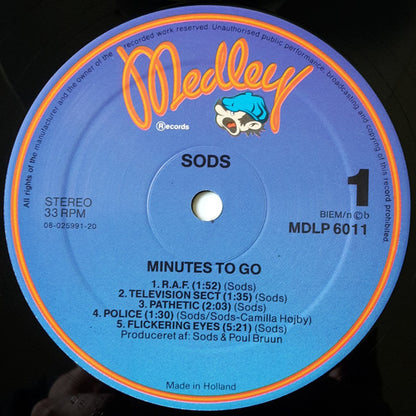 All rights of the manufacturer and the owner of the recorded work reserved. Unauthorised public performance, broadcasting and copying of this record prohibited.
Medley
Ⓡecords
SODS
STEREO
33 RPM
08-025991-20
1
BIEM/n©b
MDLP 6011
MINUTES TO GO
1. R.A.F. (1:52) (Sods)
2. TELEVISION SECT (1:35) (Sods)
3. PATHETIC (2:03) (Sods)
4. POLICE (1:30) (Sods/Sods-Camilla Højby)
5. FLICKERING EYES (5:21) (Sods)
Produceret af: Sods & Poul Bruun
Made in Holland